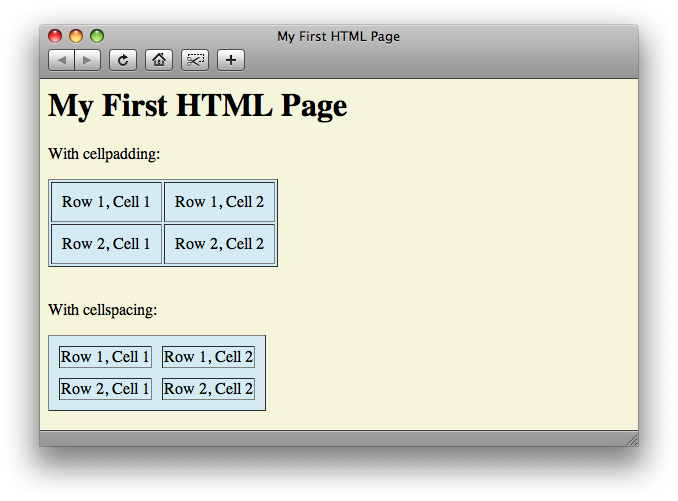 My First HTML Page
My First HTML Page
With cellpadding:
Row 1, Cell 1 Row 1, Cell 2
Row 2, Cell 1 Row 2, Cell 2
With cellspacing:
Row 1, Cell 1 Row 1, Cell 2
Row 2, Cell 1 Row 2, Cell 2